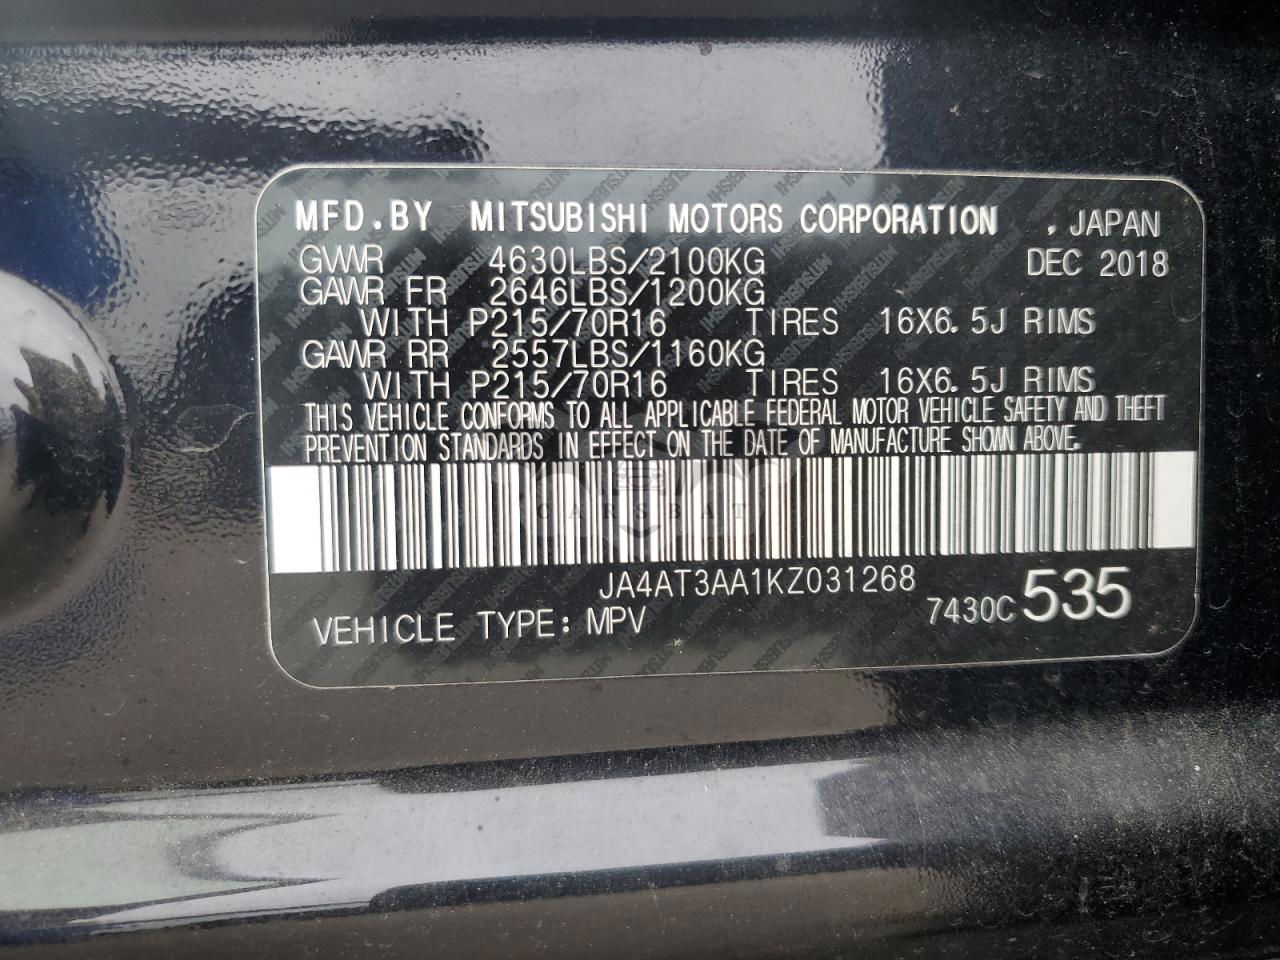 MFD.BY MITSUBISHI MOTORS CORPORATION , JAPAN
GVWR 4630LBS/2100KG DEC 2018
GAWR FR 2646LBS/1200KG
WITH P215/70R16 TIRES 16X6.5J RIMS
GAWR RR 2557LBS/1160KG
WITH P215/70R16 TIRES 16X6.5J RIMS
THIS VEHICLE CONFORMS TO ALL APPLICABLE FEDERAL MOTOR VEHICLE SAFETY AND THEFT
PREVENTION STANDARDS IN EFFECT ON THE DATE OF MANUFACTURE SHOWN ABOVE.
CARSBAT
JA4AT3AA1KZ031268
VEHICLE TYPE: MPV 7430C 535